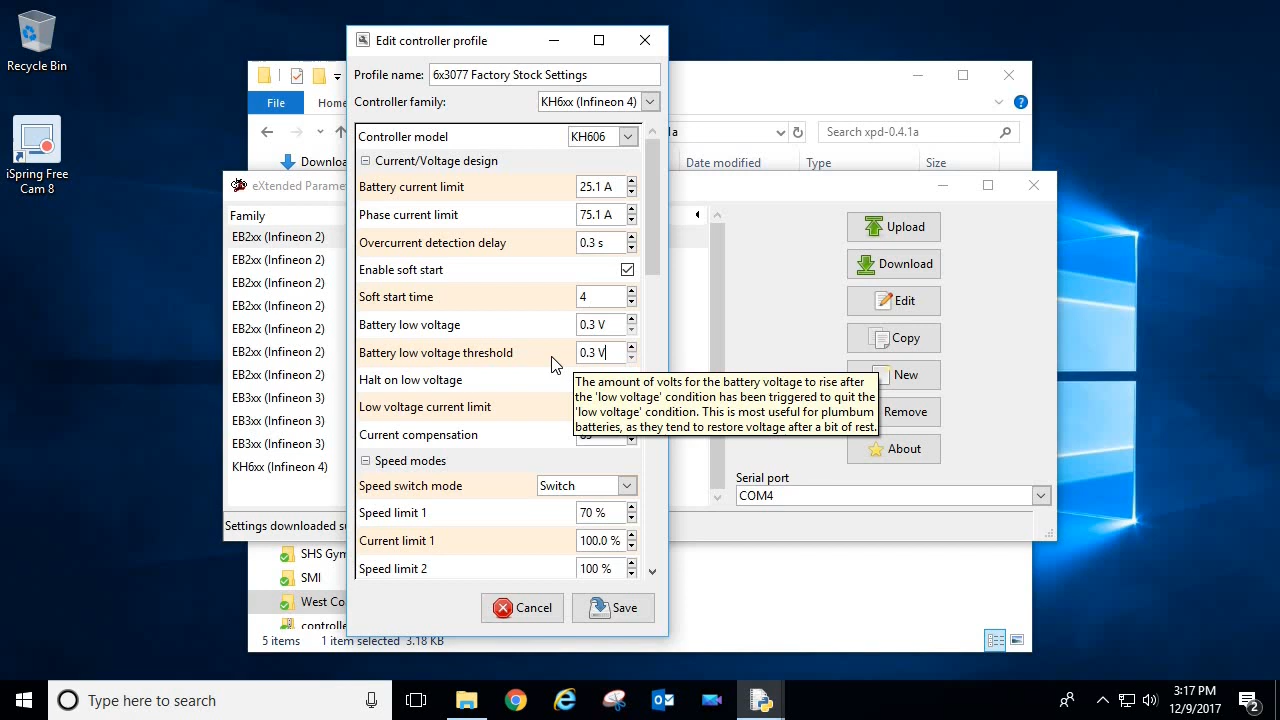 Recycle Bin
iSpring Free
Cam 8
Edit controller profile
Profile name: 6x3077 Factory Stock Settings
Controller family: KH6xx (Infineon 4)
Controller model KH606
Current/Voltage design
Battery current limit 25.1 A
Phase current limit 75.1 A
Overcurrent detection delay 0.3 s
Enable soft start
Soft start time 4
Battery low voltage 0.3 V
Battery low voltage threshold 0.3 V
Halt on low voltage
Low voltage current limit
Current compensation
Speed modes
Speed switch mode Switch
Speed limit 1 70 %
Current limit 1 100.0 %
Speed limit 2 100 %
Cancel Save
The amount of volts for the battery voltage to rise after
the 'low voltage' condition has been triggered to quit the
'low voltage' condition. This is most useful for plumbum
batteries, as they tend to restore voltage after a bit of rest.
File Home
Search xpd-0.4.1a
Date modified Type Size
eXtended Parame
Family
EB2xx (Infineon 2)
EB2xx (Infineon 2)
EB2xx (Infineon 2)
EB2xx (Infineon 2)
EB2xx (Infineon 2)
EB2xx (Infineon 2)
EB2xx (Infineon 2)
EB3xx (Infineon 3)
EB3xx (Infineon 3)
EB3xx (Infineon 3)
KH6xx (Infineon 4)
Upload
Download
Edit
Copy
New
Remove
About
Serial port
COM4
Settings downloaded su
SHS Gym
SMI
West Co
controlle
5 items 1 item selected 3.18 KB
Type here to search
3:17 PM
12/9/2017
2